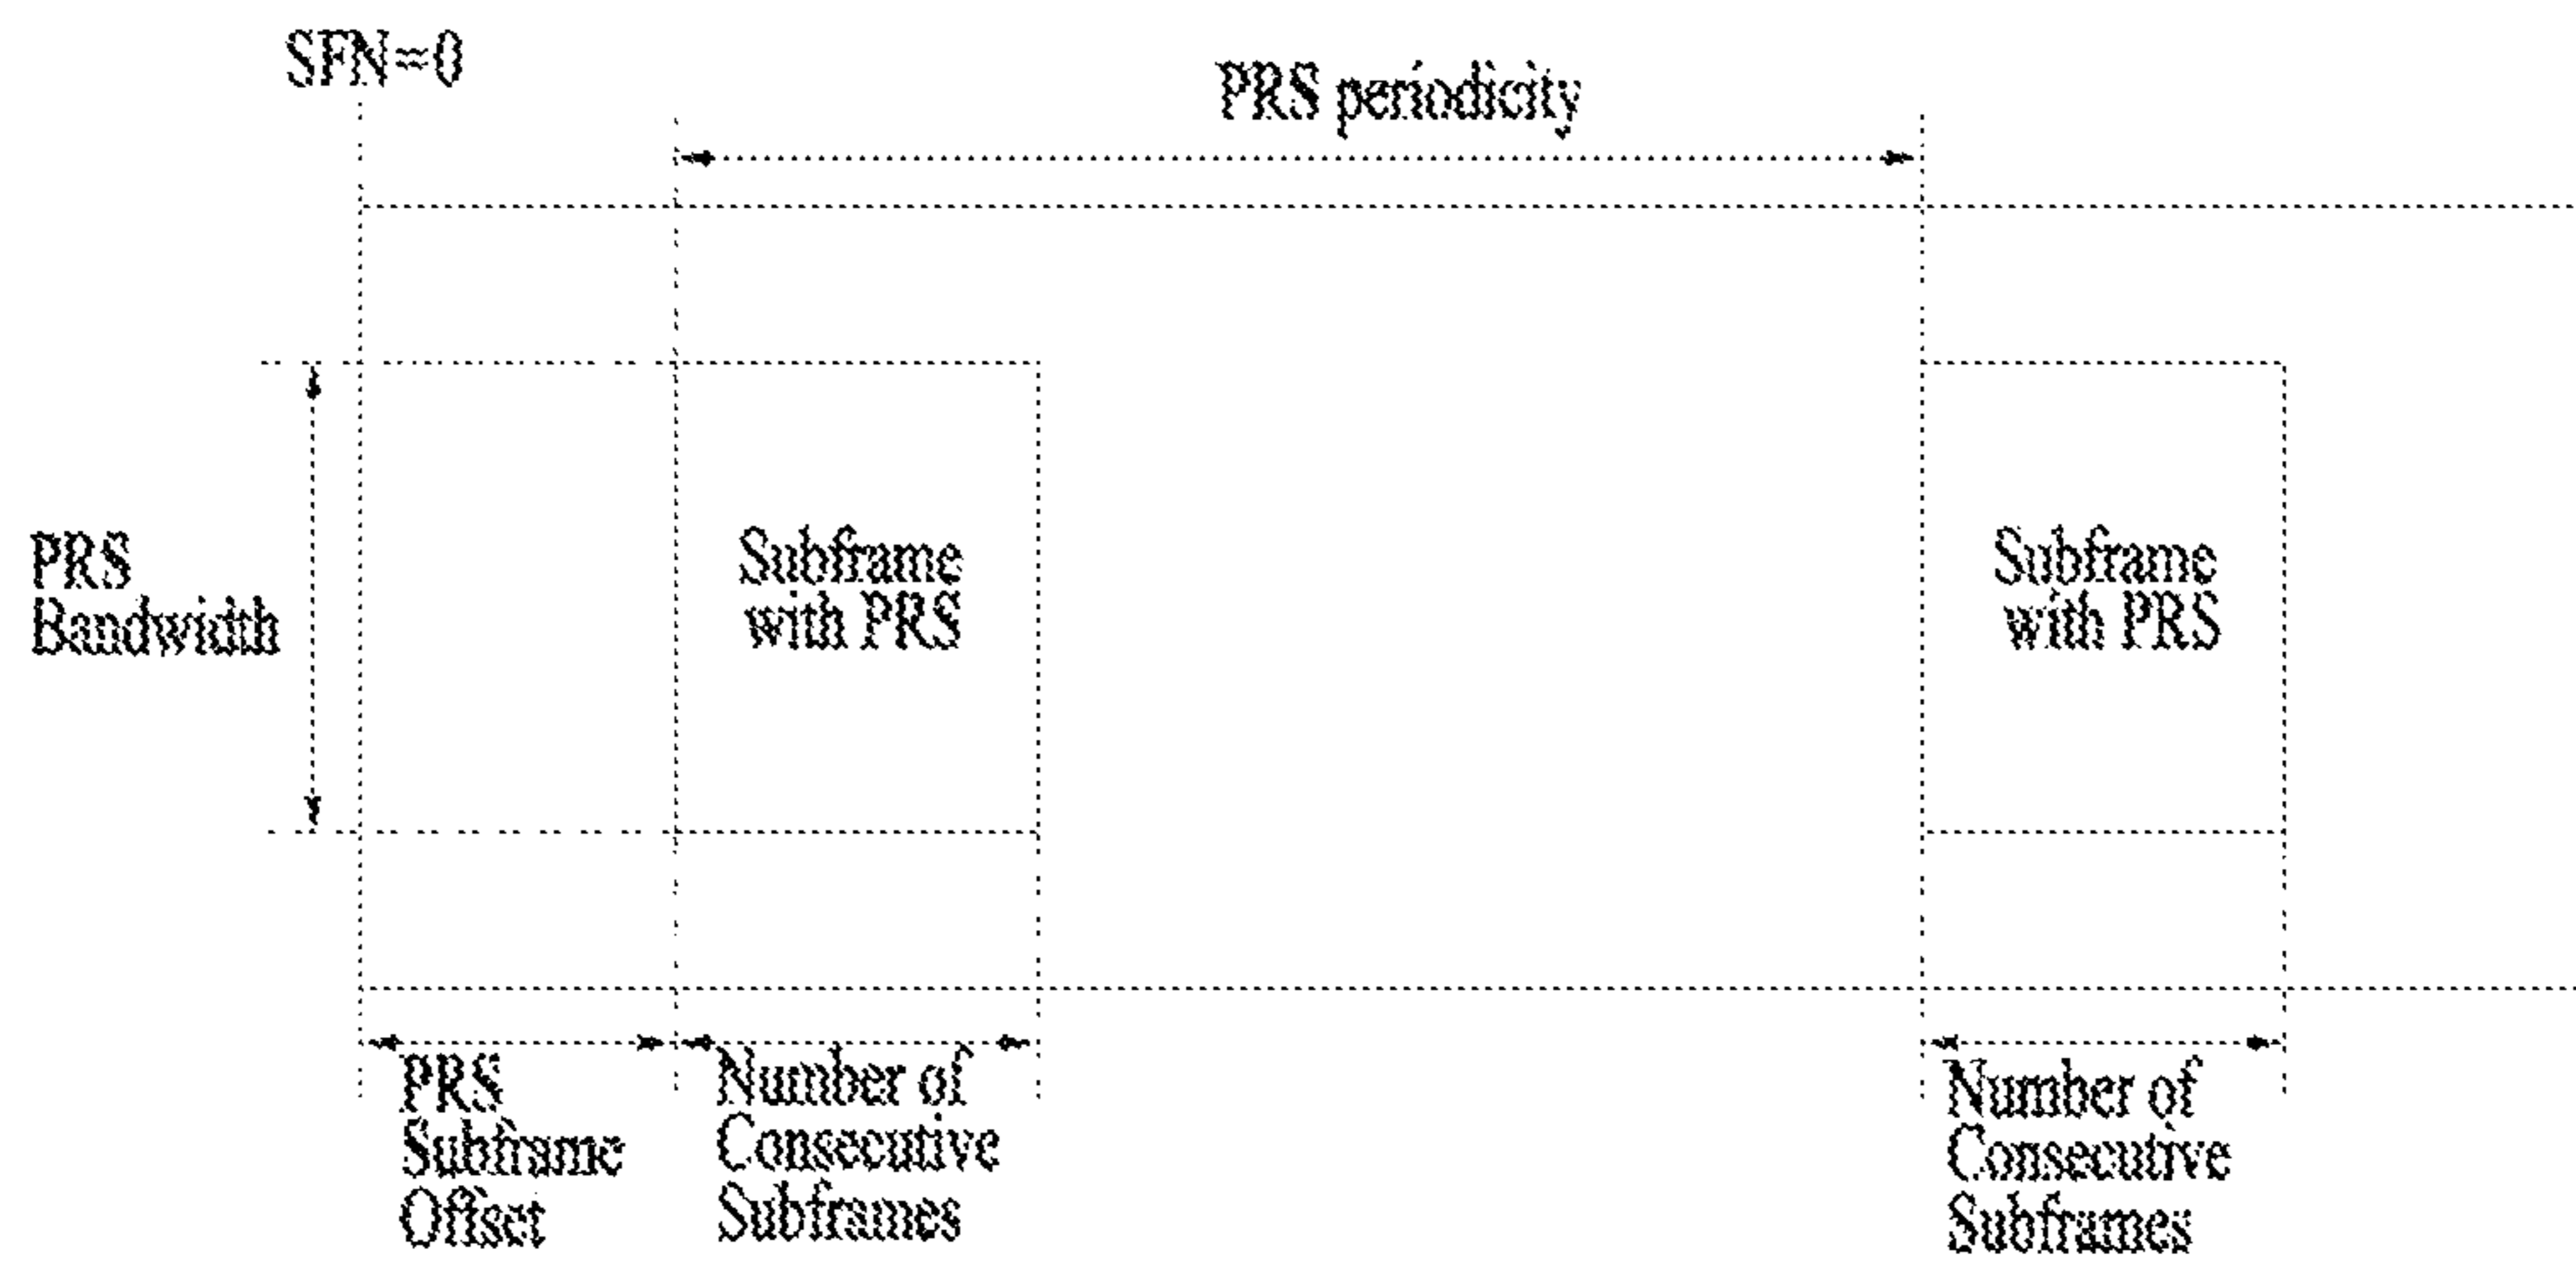 SFN=0
PRS periodicity
PRS
Bandwidth
Subframe
with PRS
Subframe
with PRS
PRS
Subframe
Offset
Number of
Consecutive
Subframes
Number of
Consecutive
Subframes